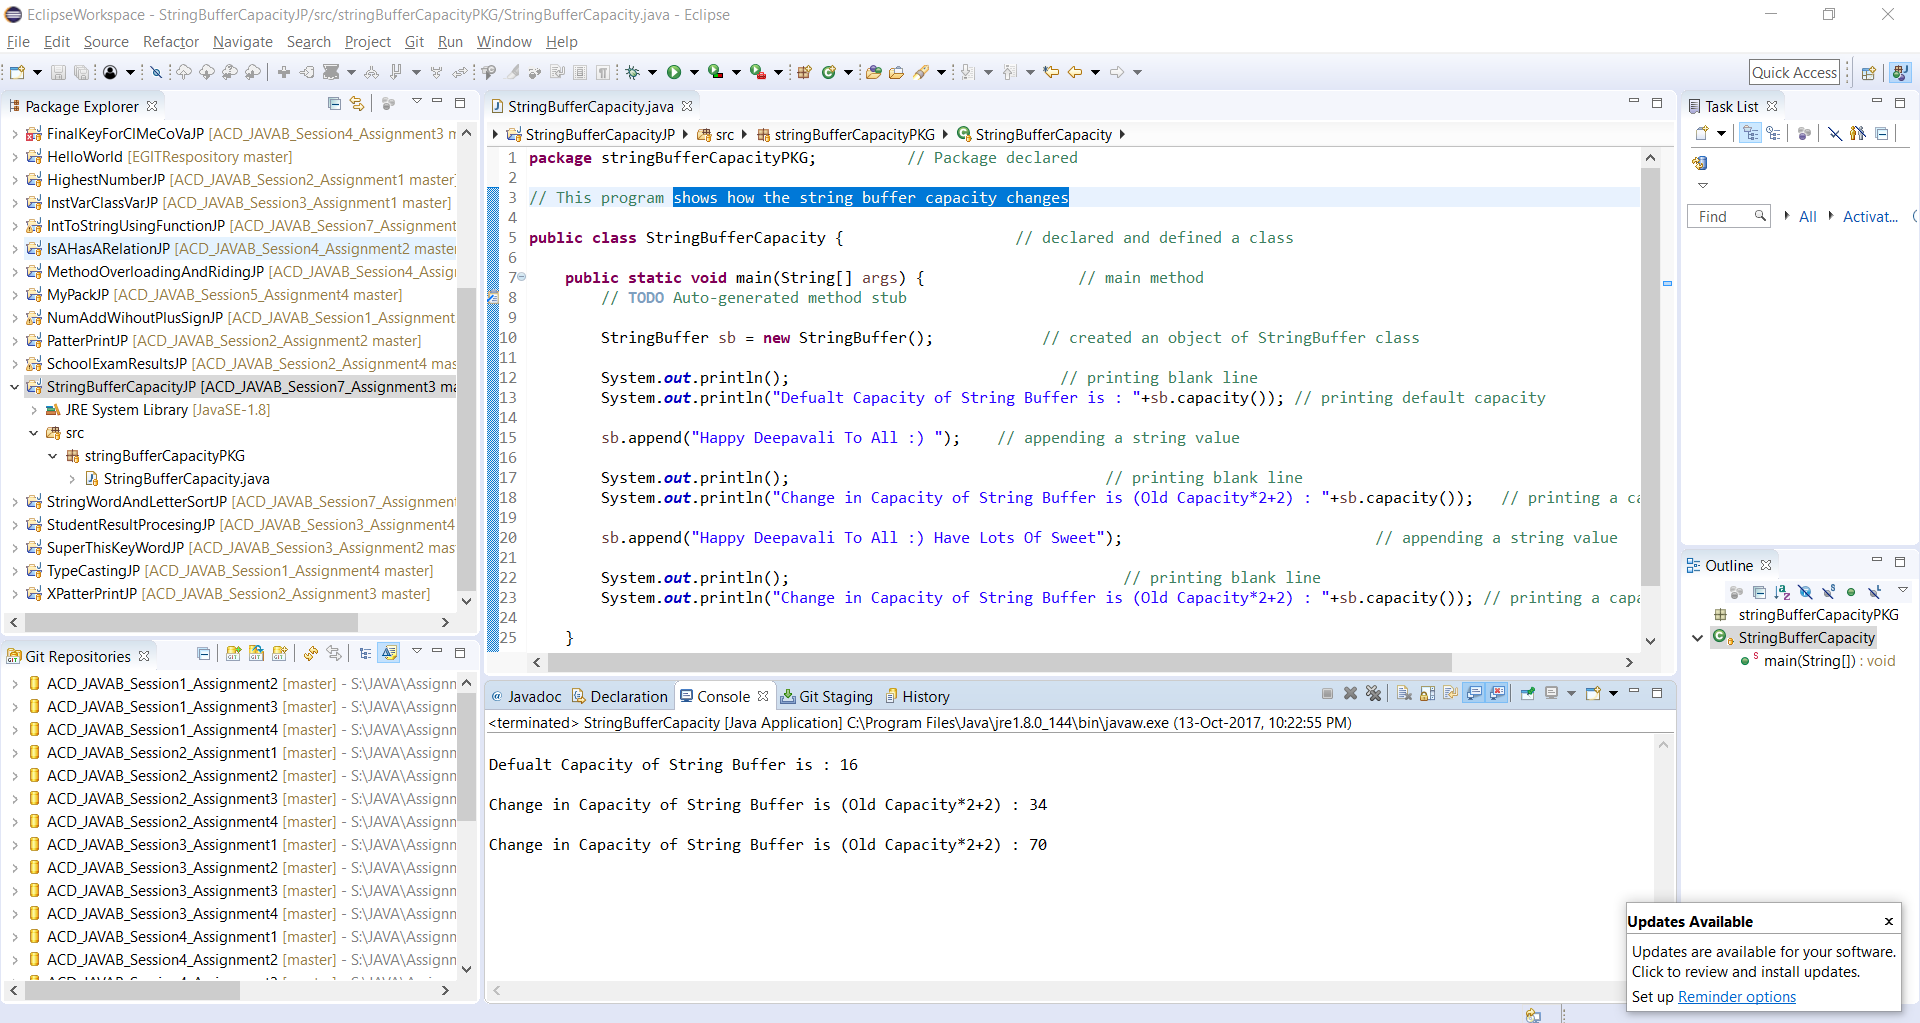 EclipseWorkspace - StringBufferCapacityJP/src/stringBufferCapacityPKG/StringBufferCapacity.java - Eclipse
File Edit Source Refactor Navigate Search Project Git Run Window Help
Quick Access
Package Explorer
FinalKeyForClMeCoVaJP [ACD_JAVAB_Session4_Assignment3 m
HelloWorld [EGITRespository master]
HighestNumberJP [ACD_JAVAB_Session2_Assignment1 master]
InstVarClassVarJP [ACD_JAVAB_Session3_Assignment1 master]
IntToStringUsingFunctionJP [ACD_JAVAB_Session7_Assignment
IsAHasARelationJP [ACD_JAVAB_Session4_Assignment2 master
MethodOverloadingAndRidingJP [ACD_JAVAB_Session4_Assign
MyPackJP [ACD_JAVAB_Session5_Assignment4 master]
NumAddWihoutPlusSignJP [ACD_JAVAB_Session1_Assignment
PatterPrintJP [ACD_JAVAB_Session2_Assignment2 master]
SchoolExamResultsJP [ACD_JAVAB_Session2_Assignment4 mas
StringBufferCapacityJP [ACD_JAVAB_Session7_Assignment3 ma
JRE System Library [JavaSE-1.8]
src
stringBufferCapacityPKG
StringBufferCapacity.java
StringWordAndLetterSortJP [ACD_JAVAB_Session7_Assignment
StudentResultProcesingJP [ACD_JAVAB_Session3_Assignment4
SuperThisKeyWordJP [ACD_JAVAB_Session3_Assignment2 mas
TypeCastingJP [ACD_JAVAB_Session1_Assignment4 master]
XPatterPrintJP [ACD_JAVAB_Session2_Assignment3 master]
Git Repositories
ACD_JAVAB_Session1_Assignment2 [master] - S:\JAVA\Assignn
ACD_JAVAB_Session1_Assignment3 [master] - S:\JAVA\Assignn
ACD_JAVAB_Session1_Assignment4 [master] - S:\JAVA\Assignn
ACD_JAVAB_Session2_Assignment1 [master] - S:\JAVA\Assignn
ACD_JAVAB_Session2_Assignment2 [master] - S:\JAVA\Assignn
ACD_JAVAB_Session2_Assignment3 [master] - S:\JAVA\Assignn
ACD_JAVAB_Session2_Assignment4 [master] - S:\JAVA\Assignn
ACD_JAVAB_Session3_Assignment1 [master] - S:\JAVA\Assignn
ACD_JAVAB_Session3_Assignment2 [master] - S:\JAVA\Assignn
ACD_JAVAB_Session3_Assignment3 [master] - S:\JAVA\Assignn
ACD_JAVAB_Session3_Assignment4 [master] - S:\JAVA\Assignn
ACD_JAVAB_Session4_Assignment1 [master] - S:\JAVA\Assignn
ACD_JAVAB_Session4_Assignment2 [master] - S:\JAVA\Assignn
StringBufferCapacity.java
StringBufferCapacityJP src stringBufferCapacityPKG StringBufferCapacity
1 package stringBufferCapacityPKG; // Package declared
2
3 // This program shows how the string buffer capacity changes
4
5 public class StringBufferCapacity { // declared and defined a class
6
7 public static void main(String[] args) { // main method
8 // TODO Auto-generated method stub
9
10 StringBuffer sb = new StringBuffer(); // created an object of StringBuffer class
11
12 System.out.println(); // printing blank line
13 System.out.println("Defualt Capacity of String Buffer is : "+sb.capacity()); // printing default capacity
14
15 sb.append("Happy Deepavali To All :) "); // appending a string value
16
17 System.out.println(); // printing blank line
18 System.out.println("Change in Capacity of String Buffer is (Old Capacity*2+2) : "+sb.capacity()); // printing a ca
19
20 sb.append("Happy Deepavali To All :) Have Lots Of Sweet"); // appending a string value
21
22 System.out.println(); // printing blank line
23 System.out.println("Change in Capacity of String Buffer is (Old Capacity*2+2) : "+sb.capacity()); // printing a capa
24
25 }
@ Javadoc Declaration Console Git Staging History
<terminated> StringBufferCapacity [Java Application] C:\Program Files\Java\jre1.8.0_144\bin\javaw.exe (13-Oct-2017, 10:22:55 PM)
Defualt Capacity of String Buffer is : 16
Change in Capacity of String Buffer is (Old Capacity*2+2) : 34
Change in Capacity of String Buffer is (Old Capacity*2+2) : 70
Task List
Find All Activat...
Outline
stringBufferCapacityPKG
StringBufferCapacity
main(String[]) : void
Updates Available
Updates are available for your software.
Click to review and install updates.
Set up Reminder options